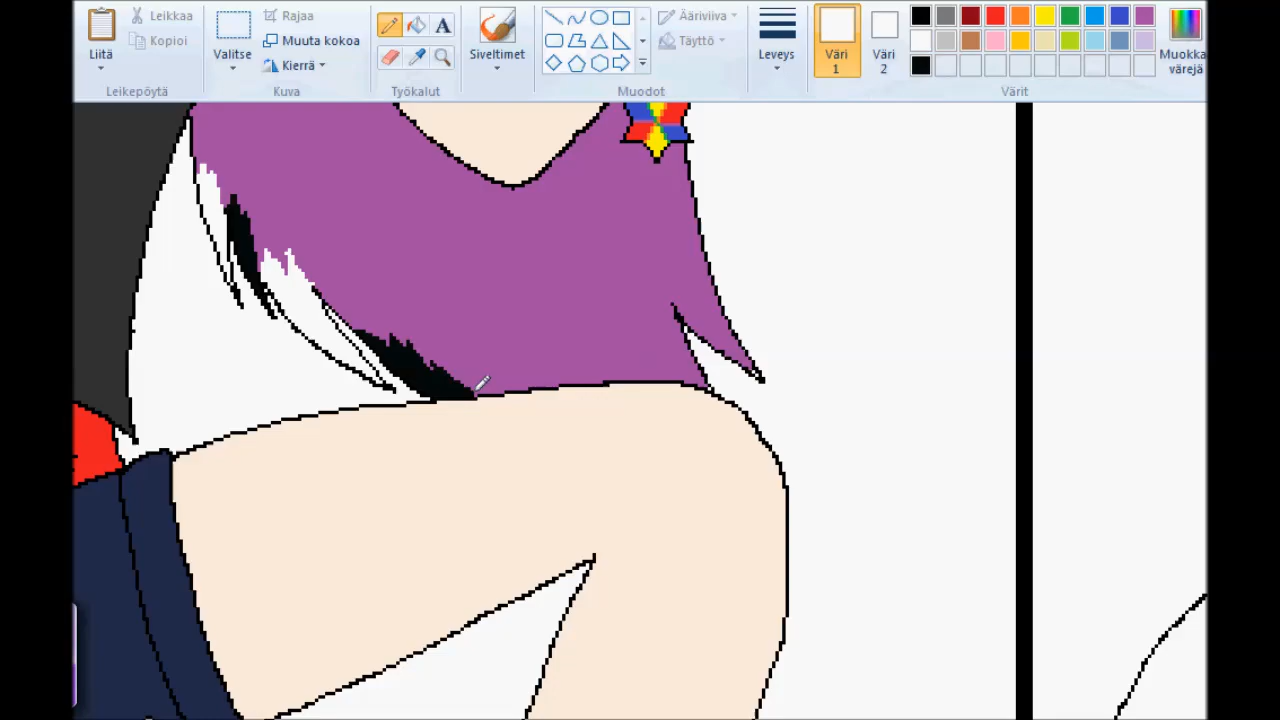 Liitä
Leikkaa
Kopioi
Leikepöytä
Valitse
Rajaa
Muuta kokoa
Kierrä
Kuva
A
Työkalut
Siveltimet
Ääriviiva
Täyttö
Muodot
Leveys
Väri
1
Väri
2
Värit
Muokka
värejä